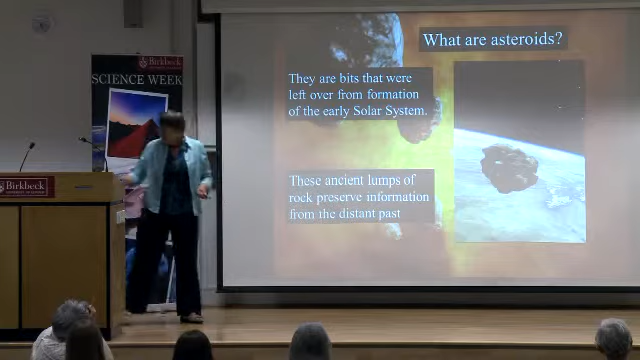 Birkbeck
SCIENCE WEEK
What are asteroids?
They are bits that were
left over from formation
of the early Solar System.
These ancient lumps of
rock preserve information
from the distant past
Birkbeck